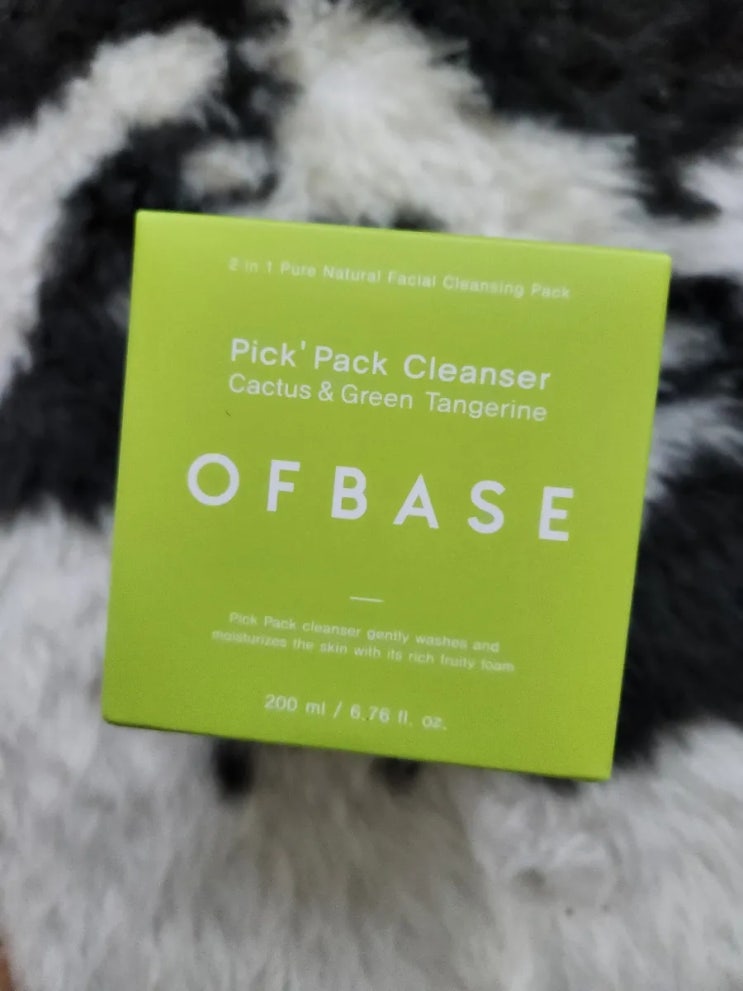 2 in 1 Pure Natural Facial Cleansing Pack
Pick' Pack Cleanser
Cactus & Green Tangerine
OFBASE
Pick Pack cleanser gently washes and
moisturizes the skin with its rich fruity foam
200 ml / 6.76 fl. oz.